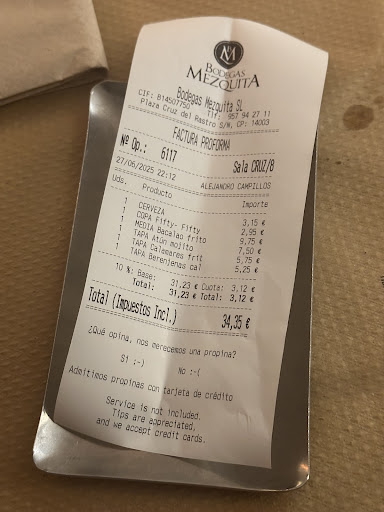 M
BODEGAS
MEZQUITA
Bodegas Mezquita SL
CIF: B14507750 Tlf: 957 94 27 11
Plaza Cruz del Rastro S/N, CP: 14003
FACTURA PROFORMA
Nº Op.: 6117 Sala CRUZ/8
27/06/2025 22:12 ALEJANDRO CAMPILLOS
Uds. Producto Importe
1 CERVEZA 3,15 €
1 COPA Fifty- Fifty 2,95 €
1 MEDIA Bacalao frito 9,75 €
1 TAPA Atún mojito 7,50 €
1 TAPA Calamares frit 5,75 €
1 TAPA Berenjenas cal 5,25 €
10 %: Base: 31,23 € Cuota: 3,12 €
Total: 31,23 € Total: 3,12 €
Total (Impuestos Incl.) 34,35 €
¿Qué opina, nos merecemos una propina?
Sí ;-) No :-(
Admitimos propinas con tarjeta de crédito
Service is not included.
Tips are appreciated,
and we accept credit cards.